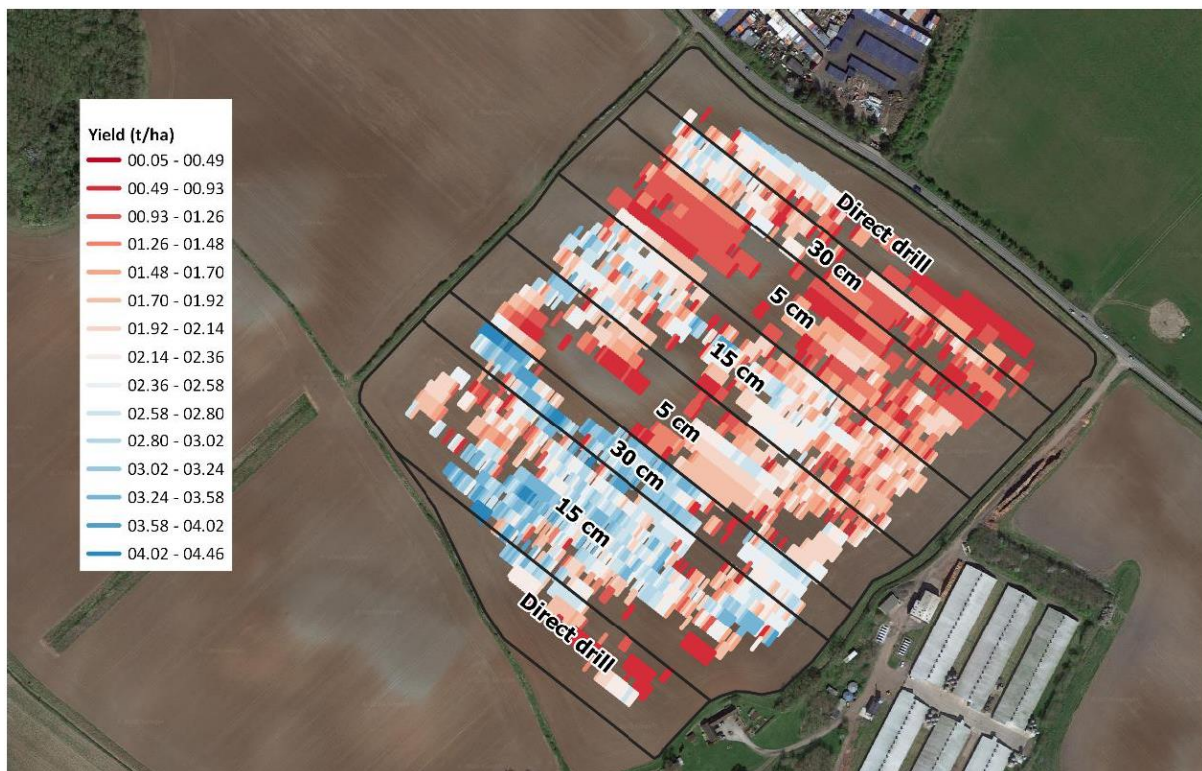 Yield (t/ha)
00.05 - 00.49
00.49 - 00.93
00.93 - 01.26
01.26 - 01.48
01.48 - 01.70
01.70 - 01.92
01.92 - 02.14
02.14 - 02.36
02.36 - 02.58
02.58 - 02.80
02.80 - 03.02
03.02 - 03.24
03.24 - 03.58
03.58 - 04.02
04.02 - 04.46
Direct drill
30 cm
5 cm
15 cm
5 cm
30 cm
15 cm
Direct drill